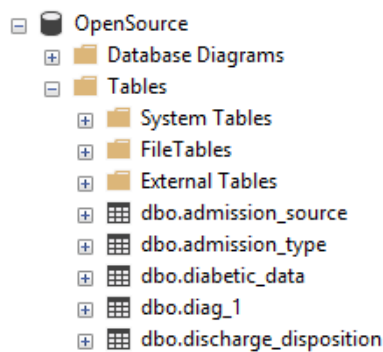 OpenSource
Database Diagrams
Tables
System Tables
FileTables
External Tables
dbo.admission_source
dbo.admission_type
dbo.diabetic_data
dbo.diag_1
dbo.discharge_disposition